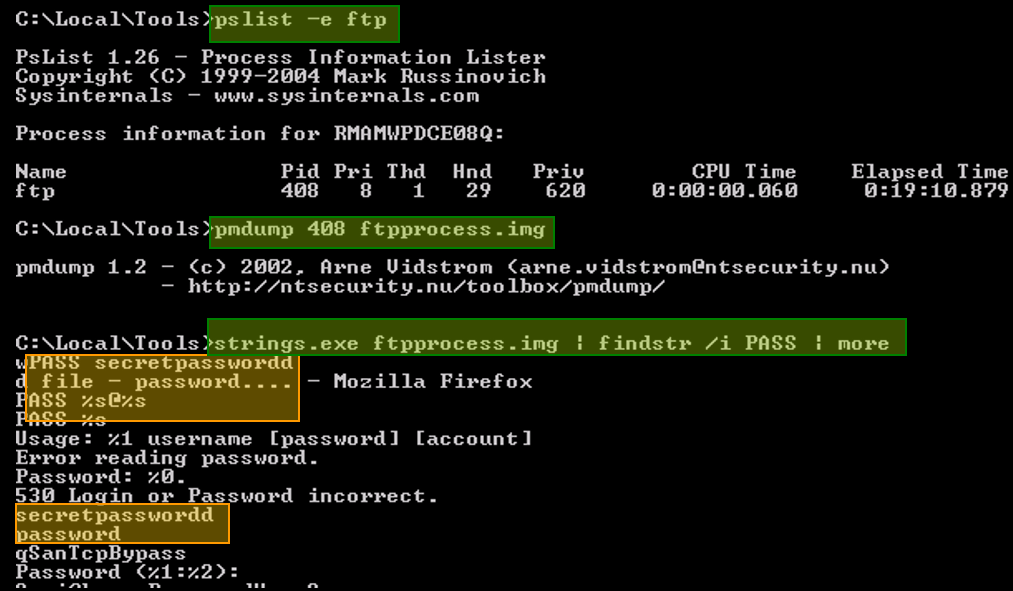 C:\Local\Tools>pslist -e ftp
PsList 1.26 - Process Information Lister
Copyright (C) 1999-2004 Mark Russinovich
Sysinternals - www.sysinternals.com
Process information for RMAMWPDCE08Q:
Name Pid Pri Thd Hnd Priv CPU Time Elapsed Time
ftp 408 8 1 29 620 0:00:00.060 0:19:10.879
C:\Local\Tools>pmdump 408 ftpprocess.img
pmdump 1.2 - (c) 2002, Arne Vidstrom (arne.vidstrom@ntsecurity.nu)
- http://ntsecurity.nu/toolbox/pmdump/
C:\Local\Tools>strings.exe ftpprocess.img | findstr /i PASS | more
wPASS secretpasswordd
d file - password.... - Mozilla Firefox
PASS %s@%s
PASS %s
Usage: %1 username [password] [account]
Error reading password.
Password: %0.
530 Login or Password incorrect.
secretpasswordd
password
qSanTcpBypass
Password (%1:%2):